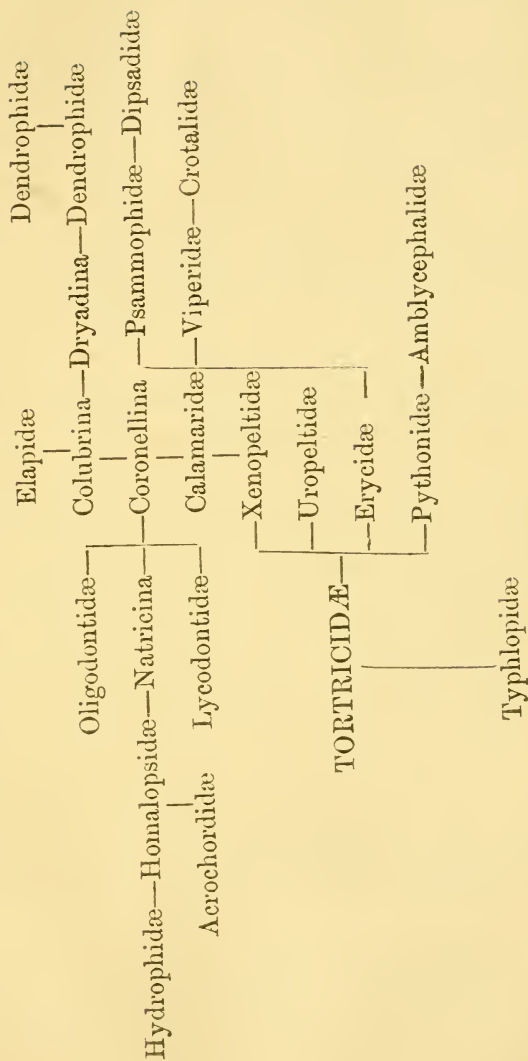 Elapidæ Dendrophidæ
Oligodontidæ— Colubrina—Dryadina—Dendrophidæ
Hydrophidæ—Homalopsidæ—Natricina—Coronellina —Psammophidæ—Dipsadidæ
Acrochordidæ Lycodontidæ— Calamaridæ —Viperidæ—Crotalidæ
—Xenopeltidæ
—Uropeltidæ
TORTRICIDÆ— —Erycidæ —
—Pythonidæ —Amblycephalidæ
Typhlopidæ